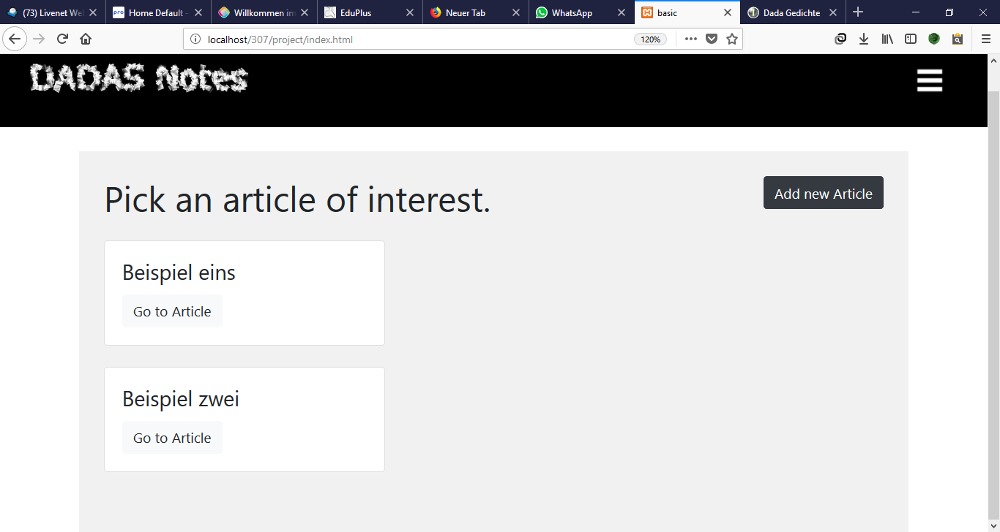 (73) Livenet We
Home Default -
Willkommen im
EduPlus
Neuer Tab
WhatsApp
basic
Dada Gedichte
localhost/307/project/index.html
120%
DADAS Notes
Pick an article of interest.
Add new Article
Beispiel eins
Go to Article
Beispiel zwei
Go to Article